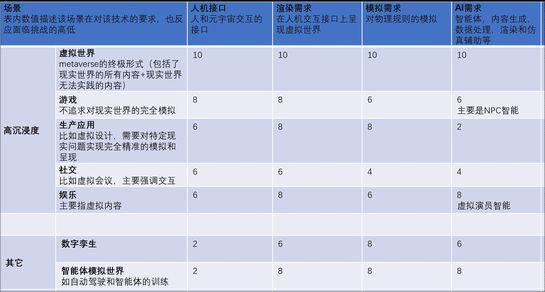 场景
表内数值描述该场景在对该技术的要求，也反
应面临挑战的高低
人机接口
人和元宇宙交互的
接口
渲染需求
在人机交互接口上呈
现虚拟世界
模拟需求
对物理规则的模拟
AI需求
智能体，内容生成，
数据处理，渲染和仿
真辅助等
高沉浸度
虚拟世界
metaverse的终极形式（包括了
现实世界的所有内容+现实世界
无法实践的内容）
10
10
10
10
游戏
不追求对现实世界的完全模拟
8
8
6
6
主要是NPC智能
生产应用
比如虚拟设计，需要对特定现
实问题实现完全精准的模拟和
呈现
6
8
8
2
社交
比如虚拟会议，主要强调交互
6
6
4
4
娱乐
主要指虚拟内容
6
8
6
8
虚拟演员智能
其它
数字孪生
2
6
8
6
智能体模拟世界
如自动驾驶和智能体的训练
2
8
8
8